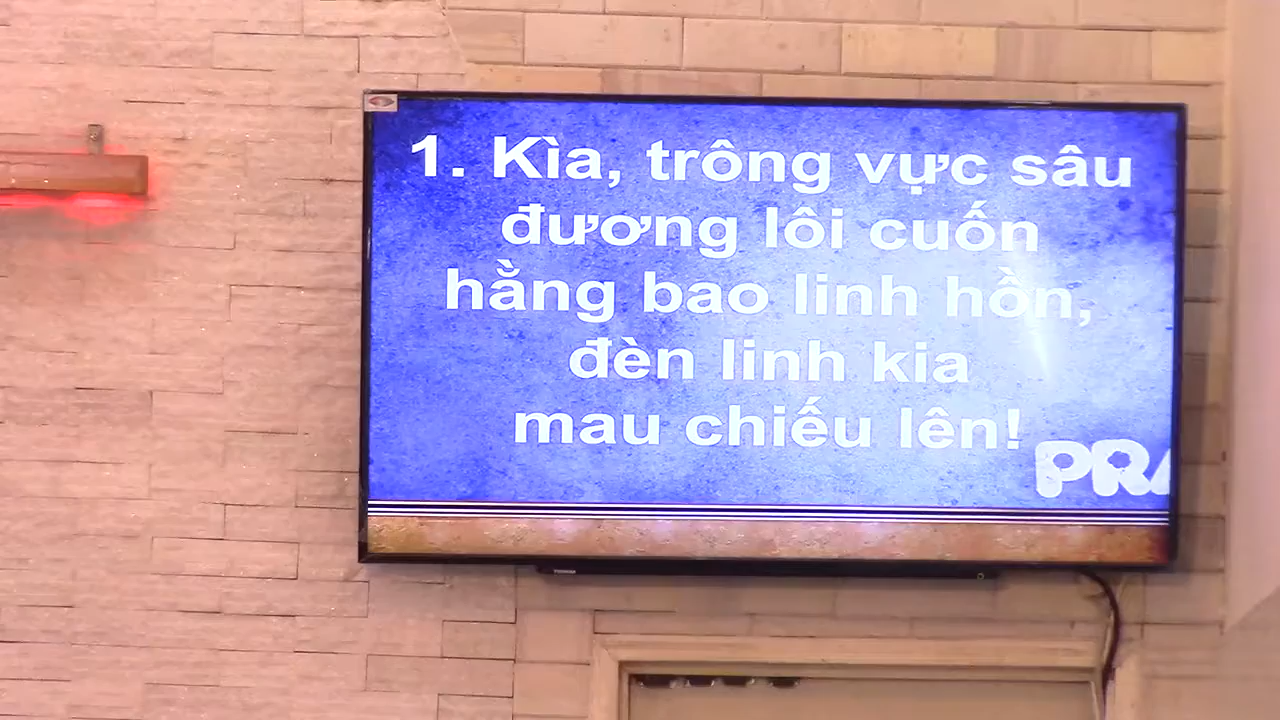 1. Kìa, trông vực sâu
đương lôi cuốn
hằng bao linh hồn,
đèn linh kia
mau chiếu lên!
PRA